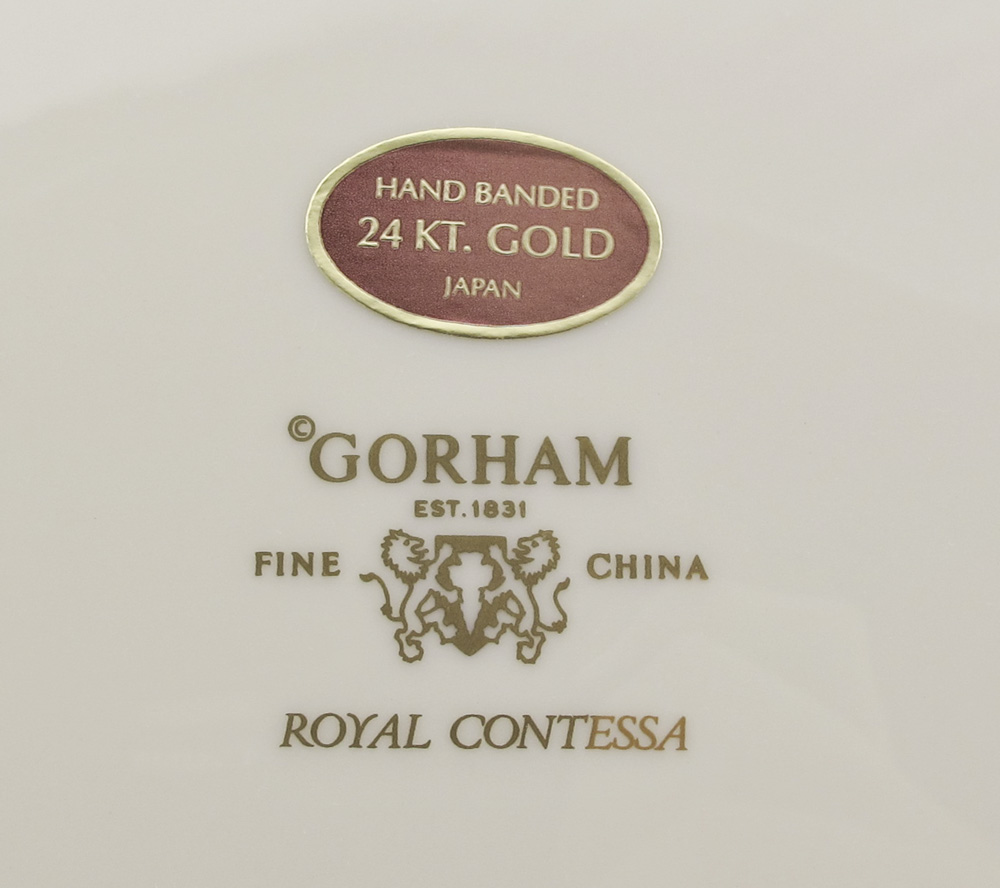 HAND BANDED
24 KT. GOLD
JAPAN
©GORHAM
EST. 1831
FINE CHINA
ROYAL CONTESSA